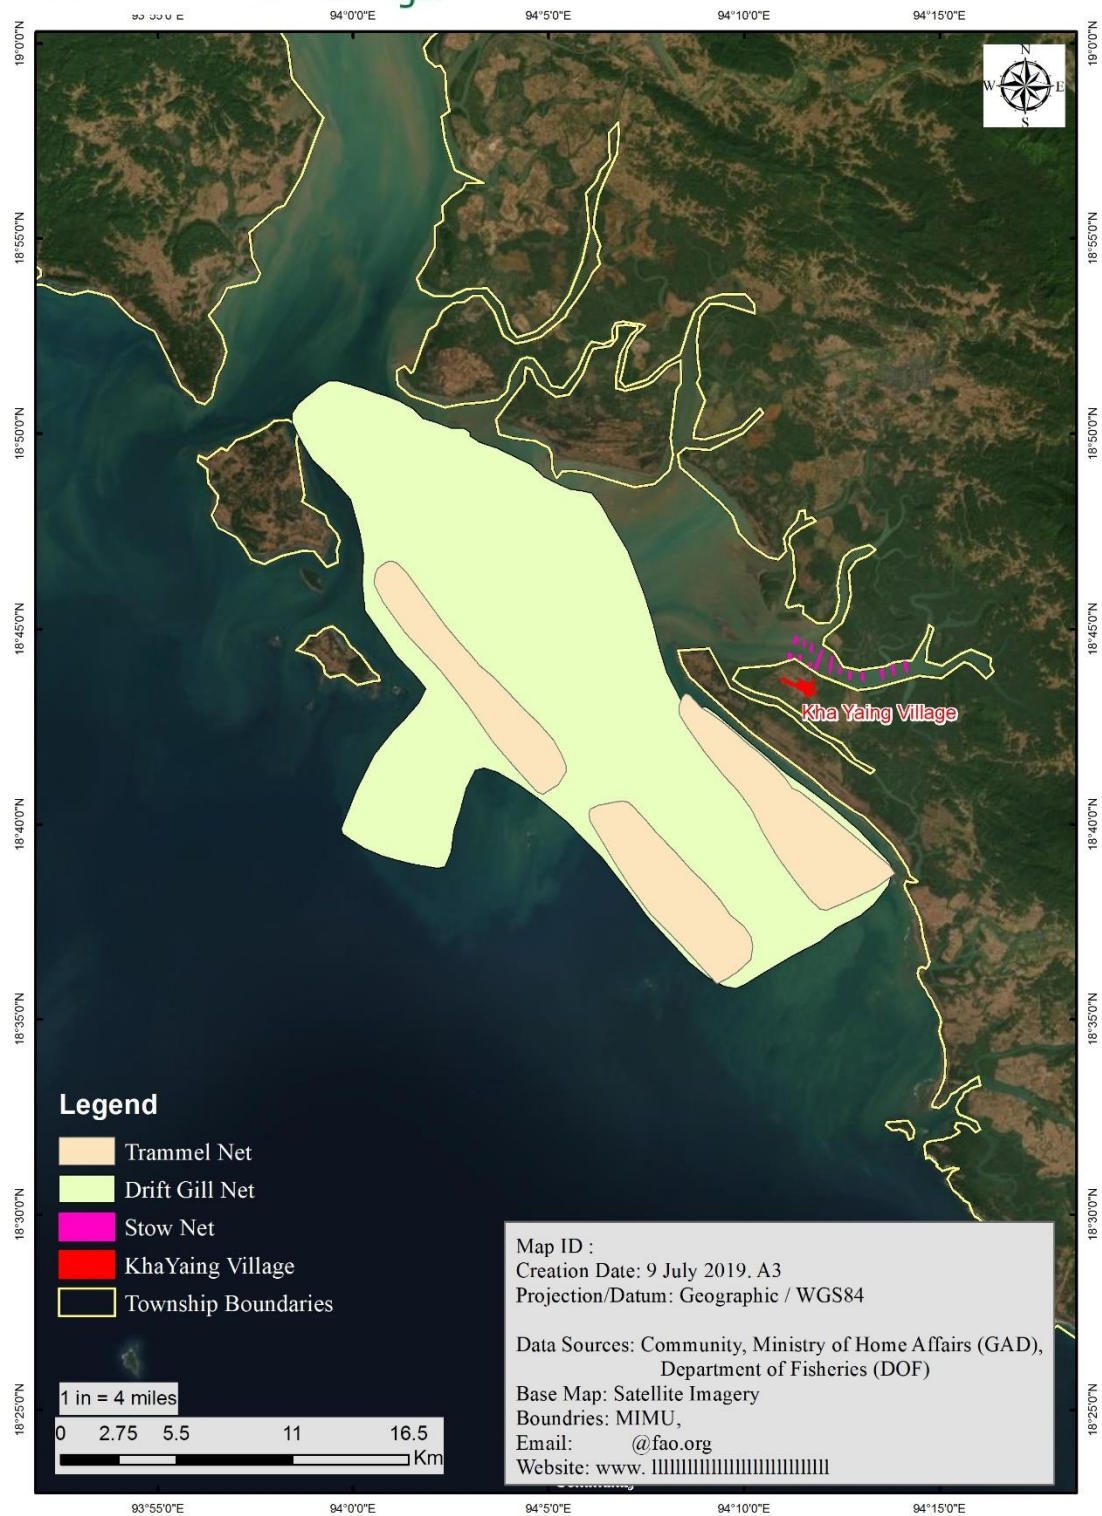 93°55'0"E 94°0'0"E 94°5'0"E 94°10'0"E 94°15'0"E
19°0'0"N 19°0'0"N
N
W E
S
18°55'0"N 18°55'0"N
18°50'0"N 18°50'0"N
18°45'0"N 18°45'0"N
Kha Yaing Village
18°40'0"N 18°40'0"N
18°35'0"N 18°35'0"N
Legend
Trammel Net
Drift Gill Net
Stow Net
KhaYaing Village
Township Boundaries
18°30'0"N 18°30'0"N
Map ID :
Creation Date: 9 July 2019. A3
Projection/Datum: Geographic / WGS84
Data Sources: Community, Ministry of Home Affairs (GAD),
Department of Fisheries (DOF)
Base Map: Satellite Imagery
Boundries: MIMU,
Email: @fao.org
Website: www.
18°25'0"N 18°25'0"N
1 in = 4 miles
0 2.75 5.5 11 16.5
Km
93°55'0"E 94°0'0"E 94°5'0"E 94°10'0"E 94°15'0"E